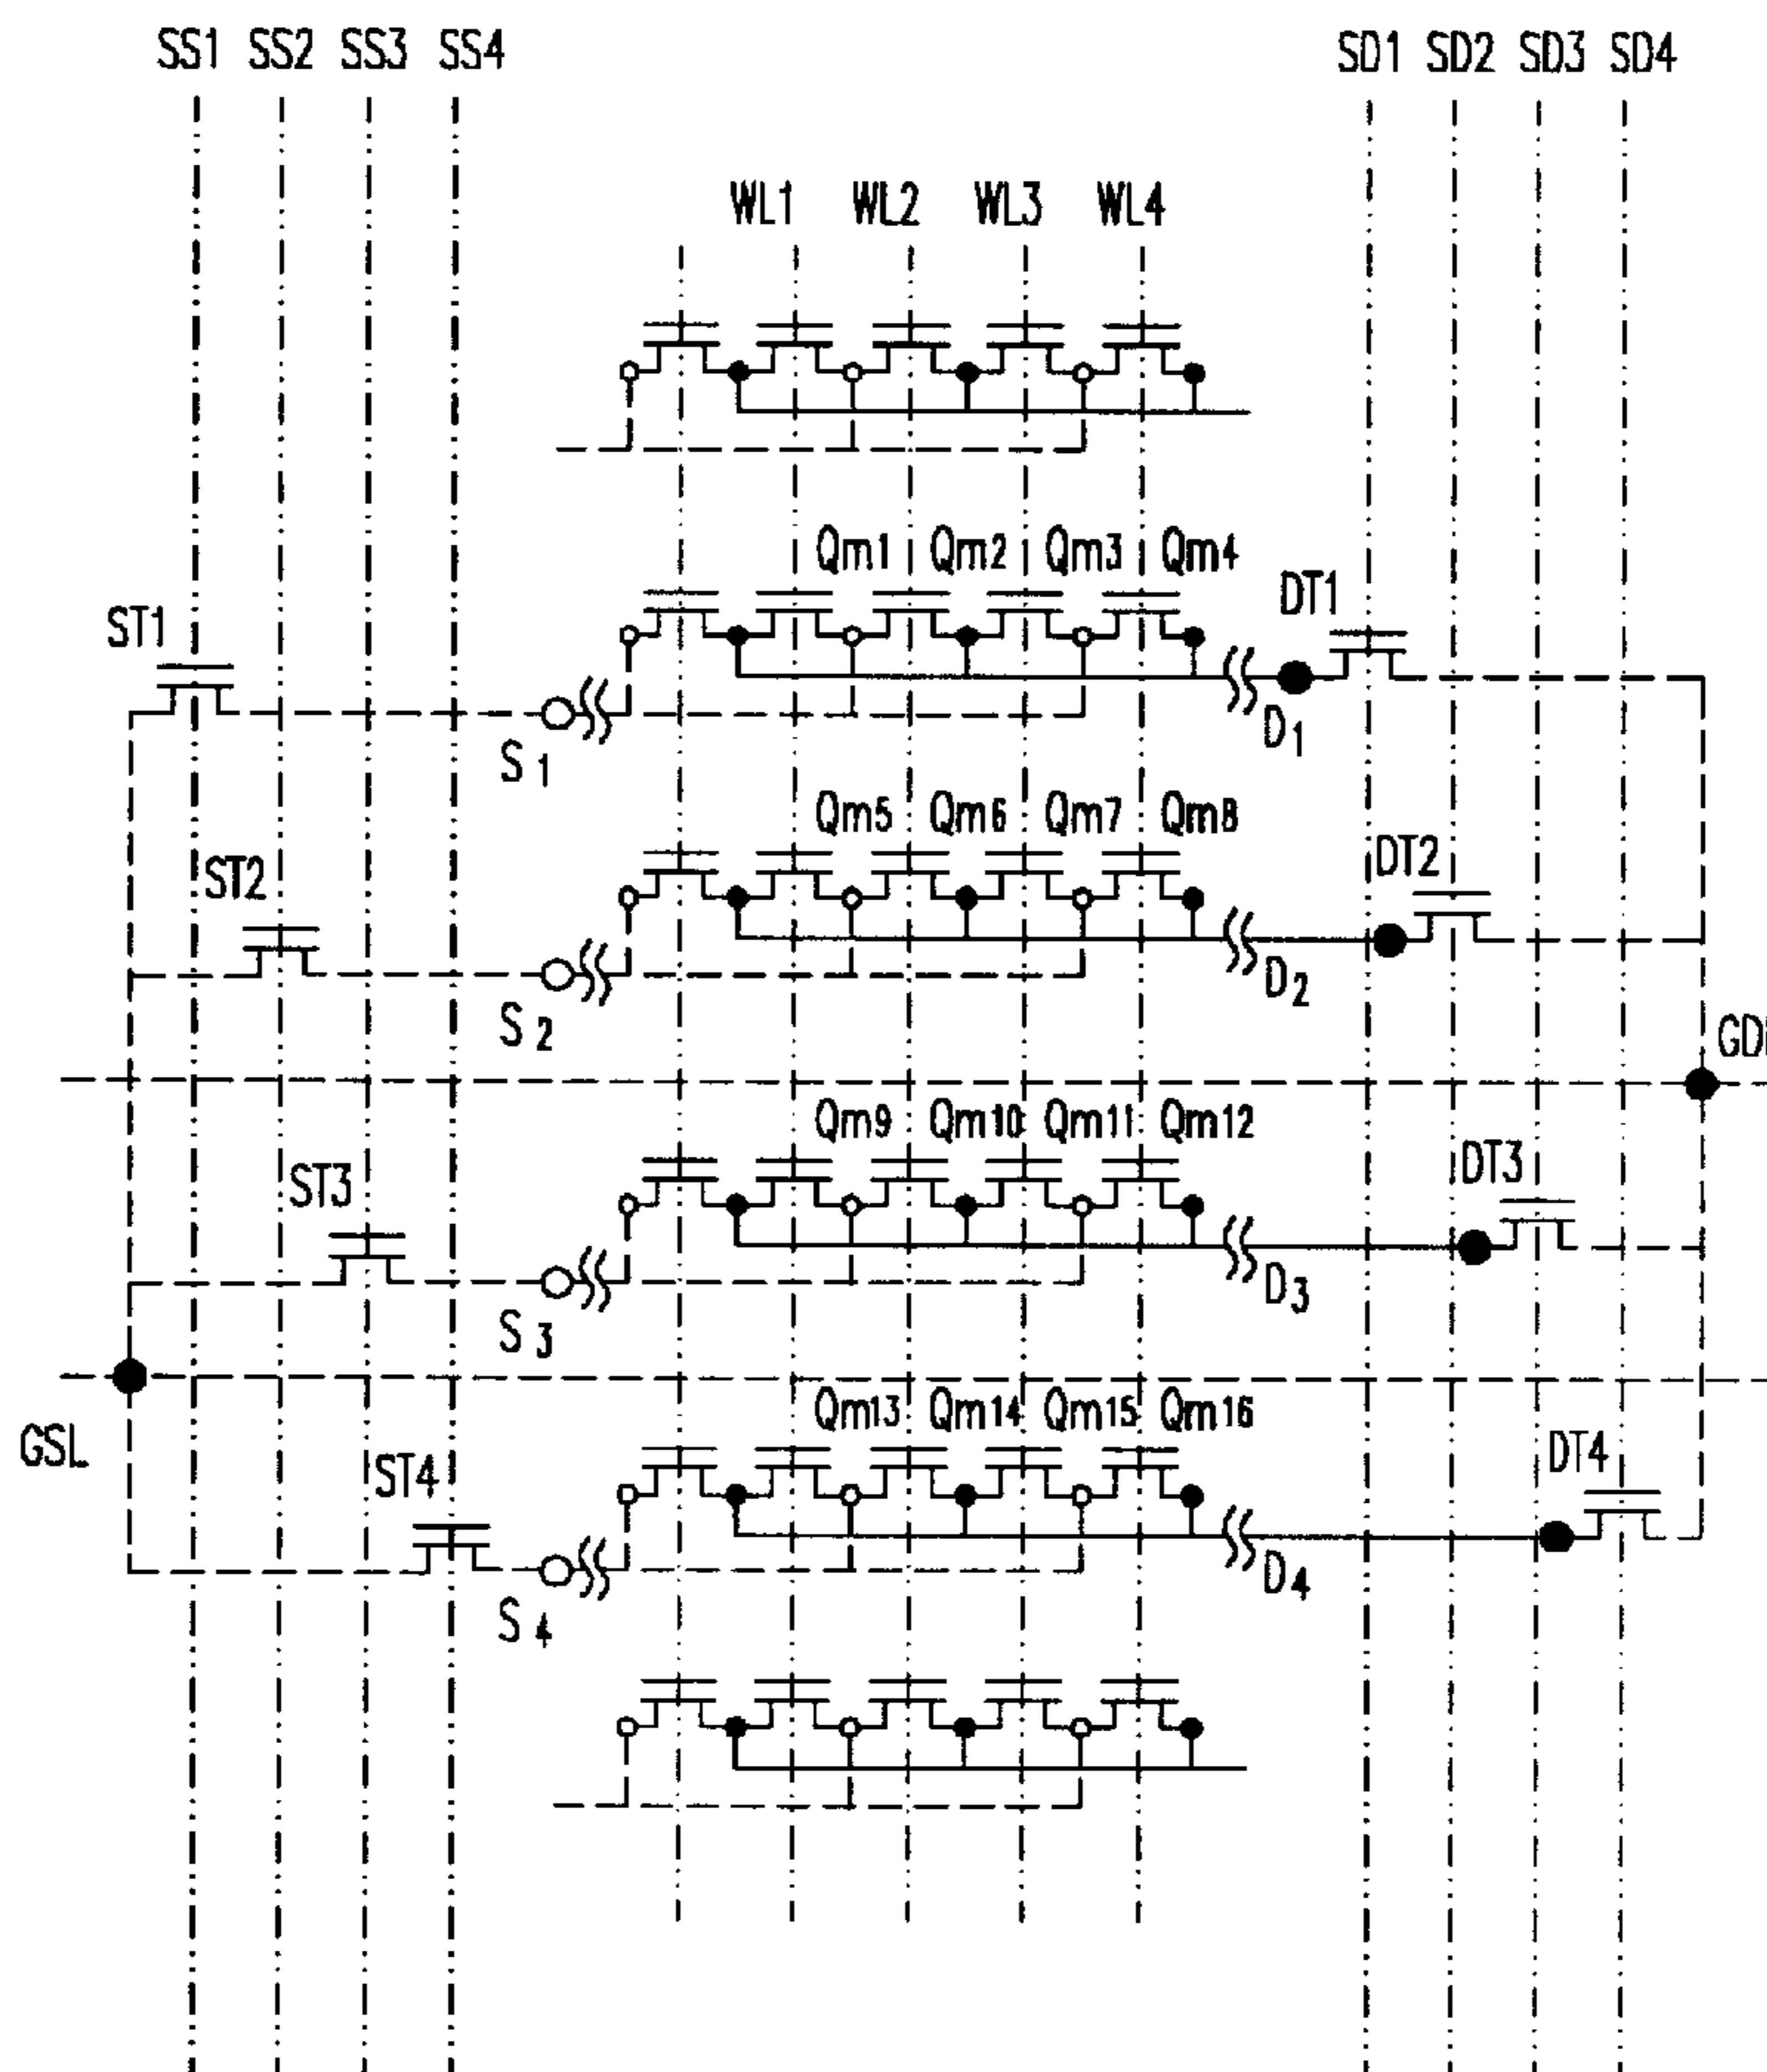 SS1 SS2 SS3 SS4
SD1 SD2 SD3 SD4
WL1 WL2 WL3 WL4
Qm1 Qm2 Qm3 Qm4
DT1
ST1
S1
D1
Qm5 Qm6 Qm7 Qm8
DT2
ST2
S2
D2
GDi
Qm9 Qm10 Qm11 Qm12
DT3
ST3
S3
D3
Qm13 Qm14 Qm15 Qm16
GSL
ST4
DT4
S4
D4